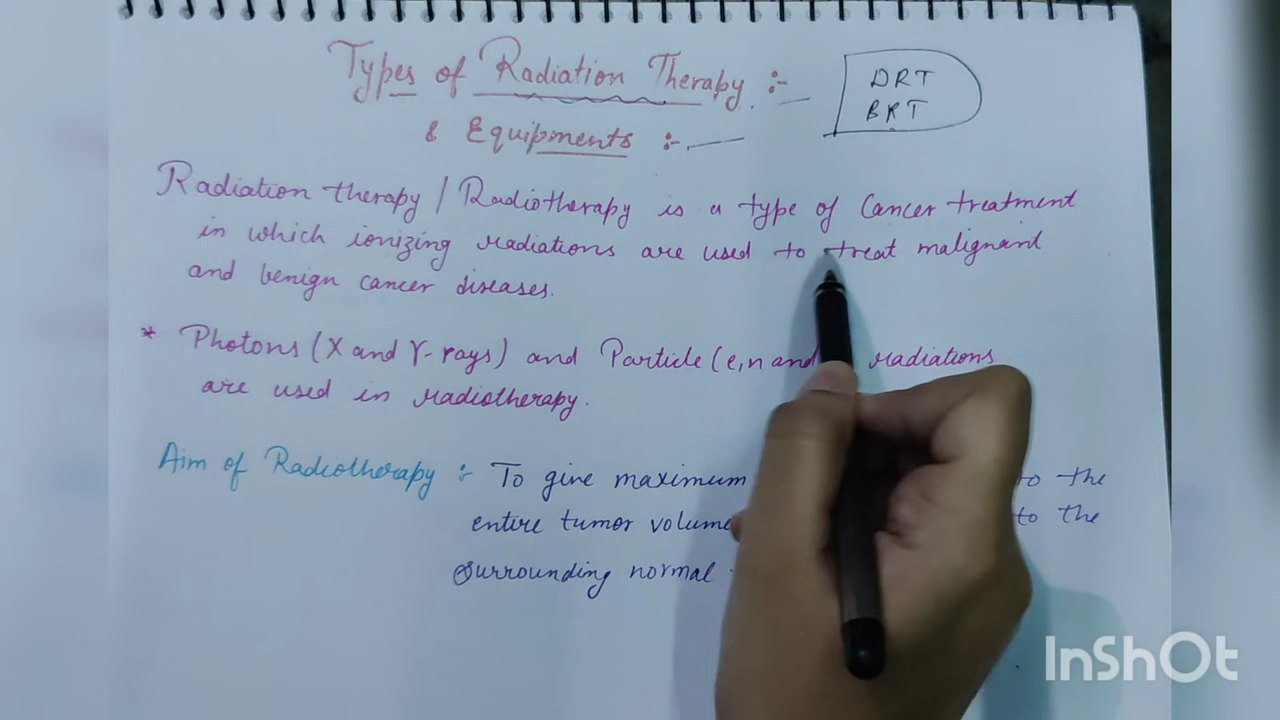 Types of Radiation Therapy :-
& Equipments :-
DRT
BRT
Radiation therapy / Radiotherapy is a type of Cancer treatment
in which ionizing radiations are used to treat malignant
and benign cancer diseases.
* Photons (X and γ-rays) and Particle (e, n and radiations
are used in radiotherapy.
Aim of Radiotherapy :- To give maximum to the
entire tumor volume to the
surrounding normal
InShOt